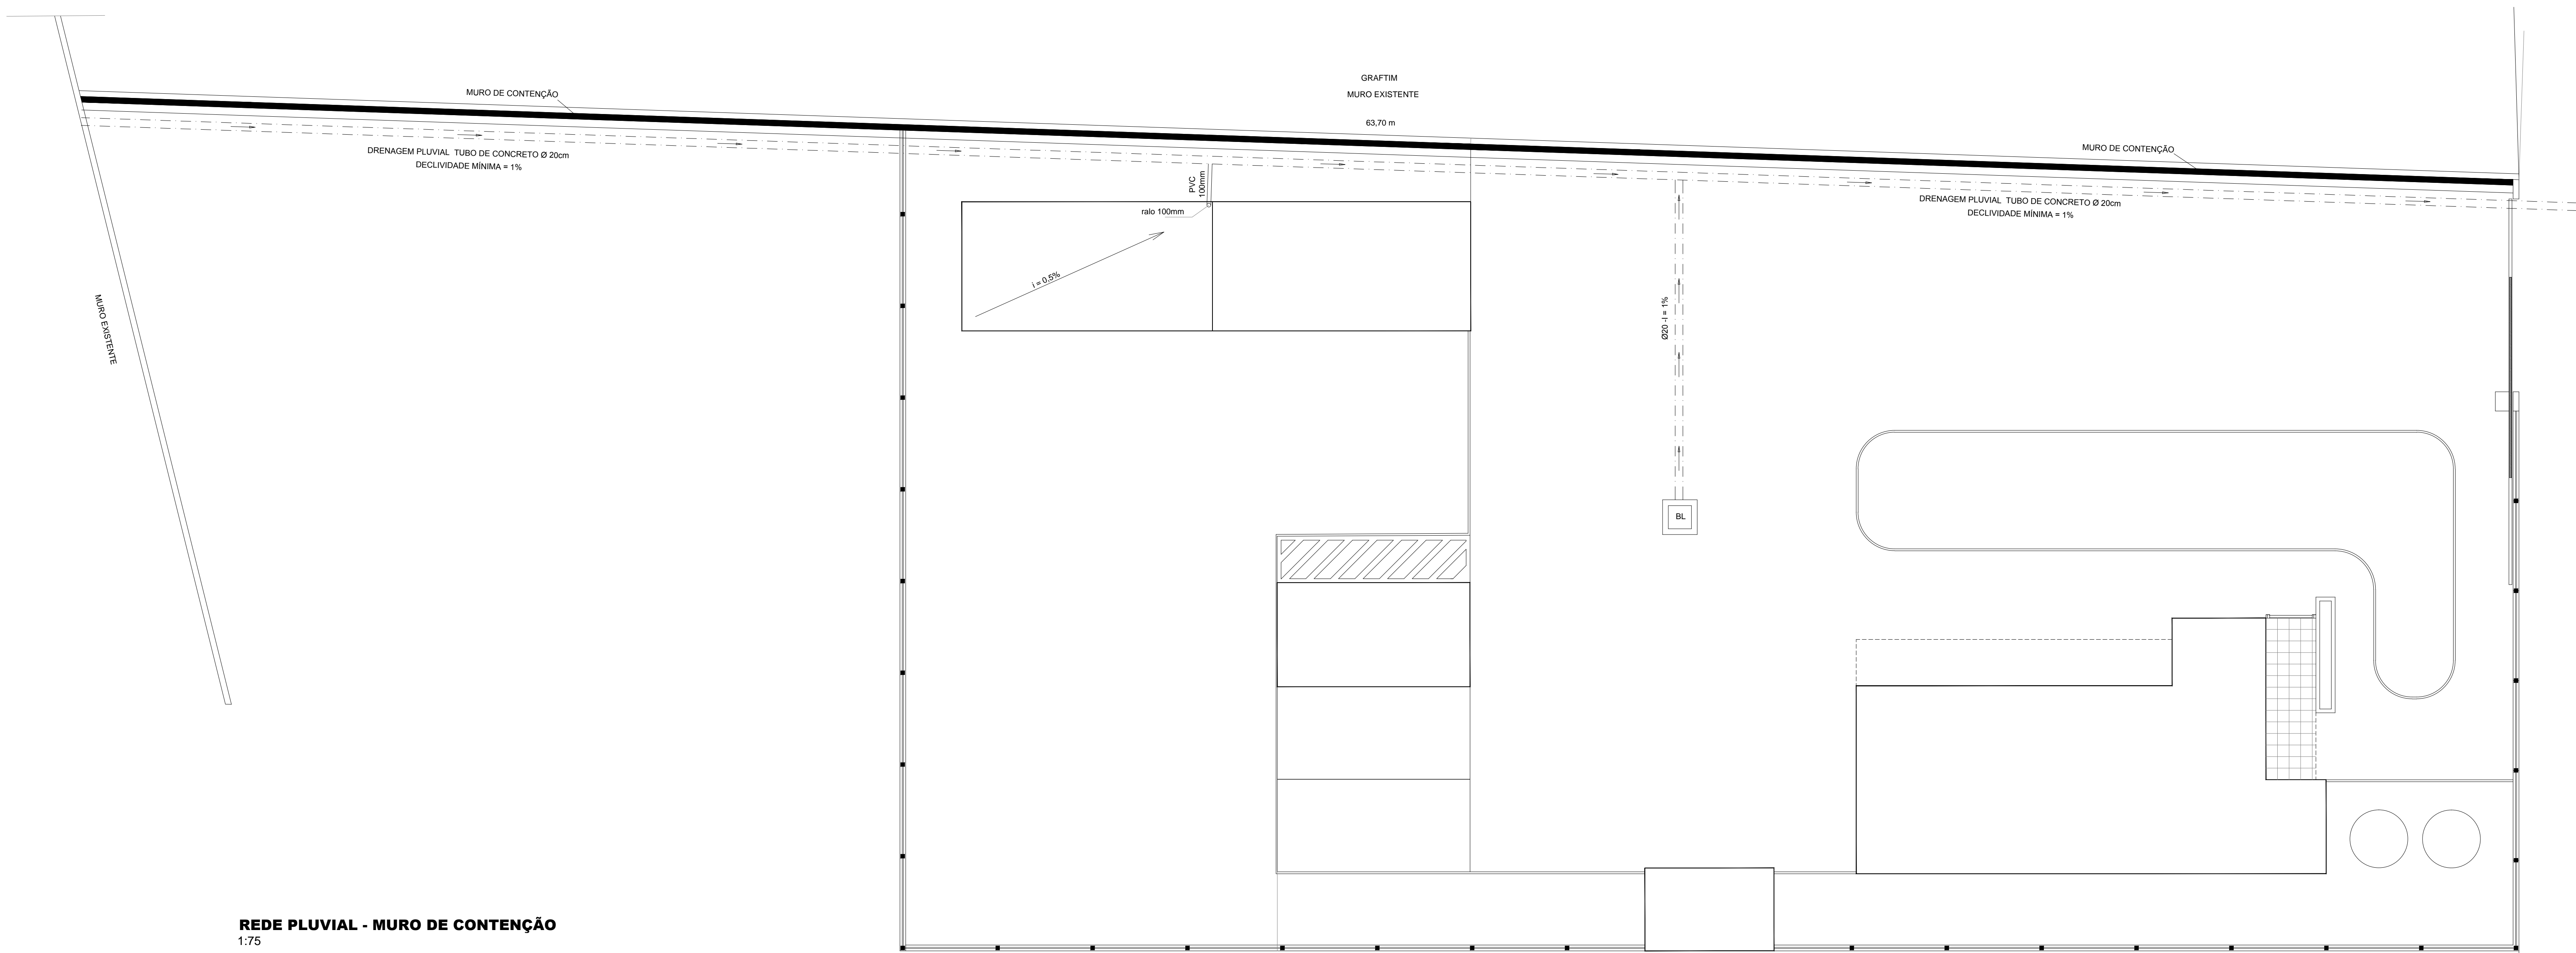 GRAFTIM
MURO EXISTENTE
63,70 m
MURO DE CONTENÇÃO
MURO DE CONTENÇÃO
DRENAGEM PLUVIAL  TUBO DE CONCRETO Ø 20cm
DECLIVIDADE MÍNIMA = 1%
PVC
100mm
ralo 100mm
DRENAGEM PLUVIAL  TUBO DE CONCRETO Ø 20cm
DECLIVIDADE MÍNIMA = 1%
i = 0,5%
MURO EXISTENTE
Ø20 -I = 1%
BL
REDE PLUVIAL - MURO DE CONTENÇÃO
1:75